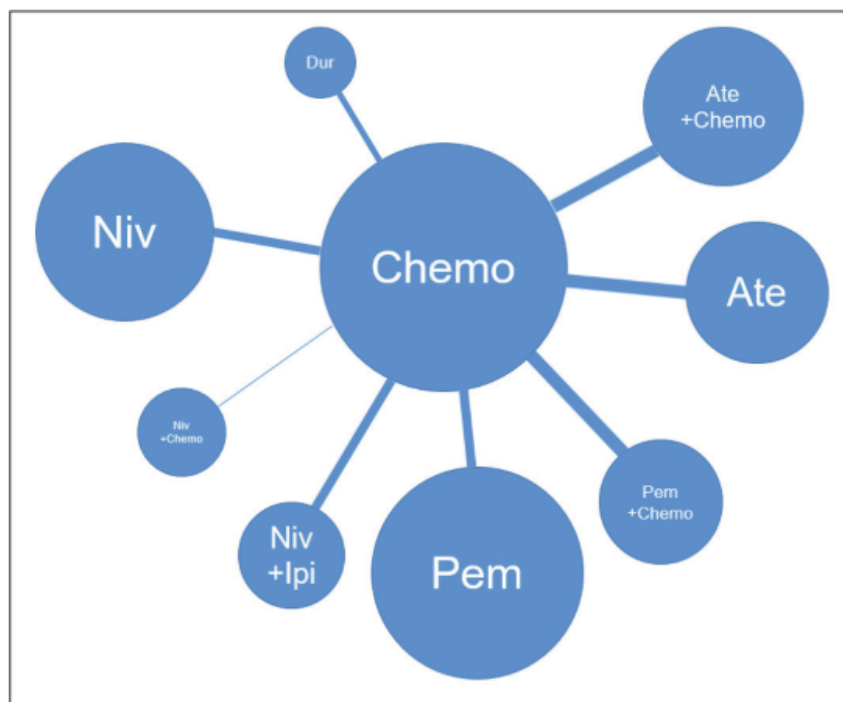 Dur
Ate
+Chemo
Niv
Chemo
Ate
Niv
+Chemo
Pem
+Chemo
Niv
+Ipi
Pem